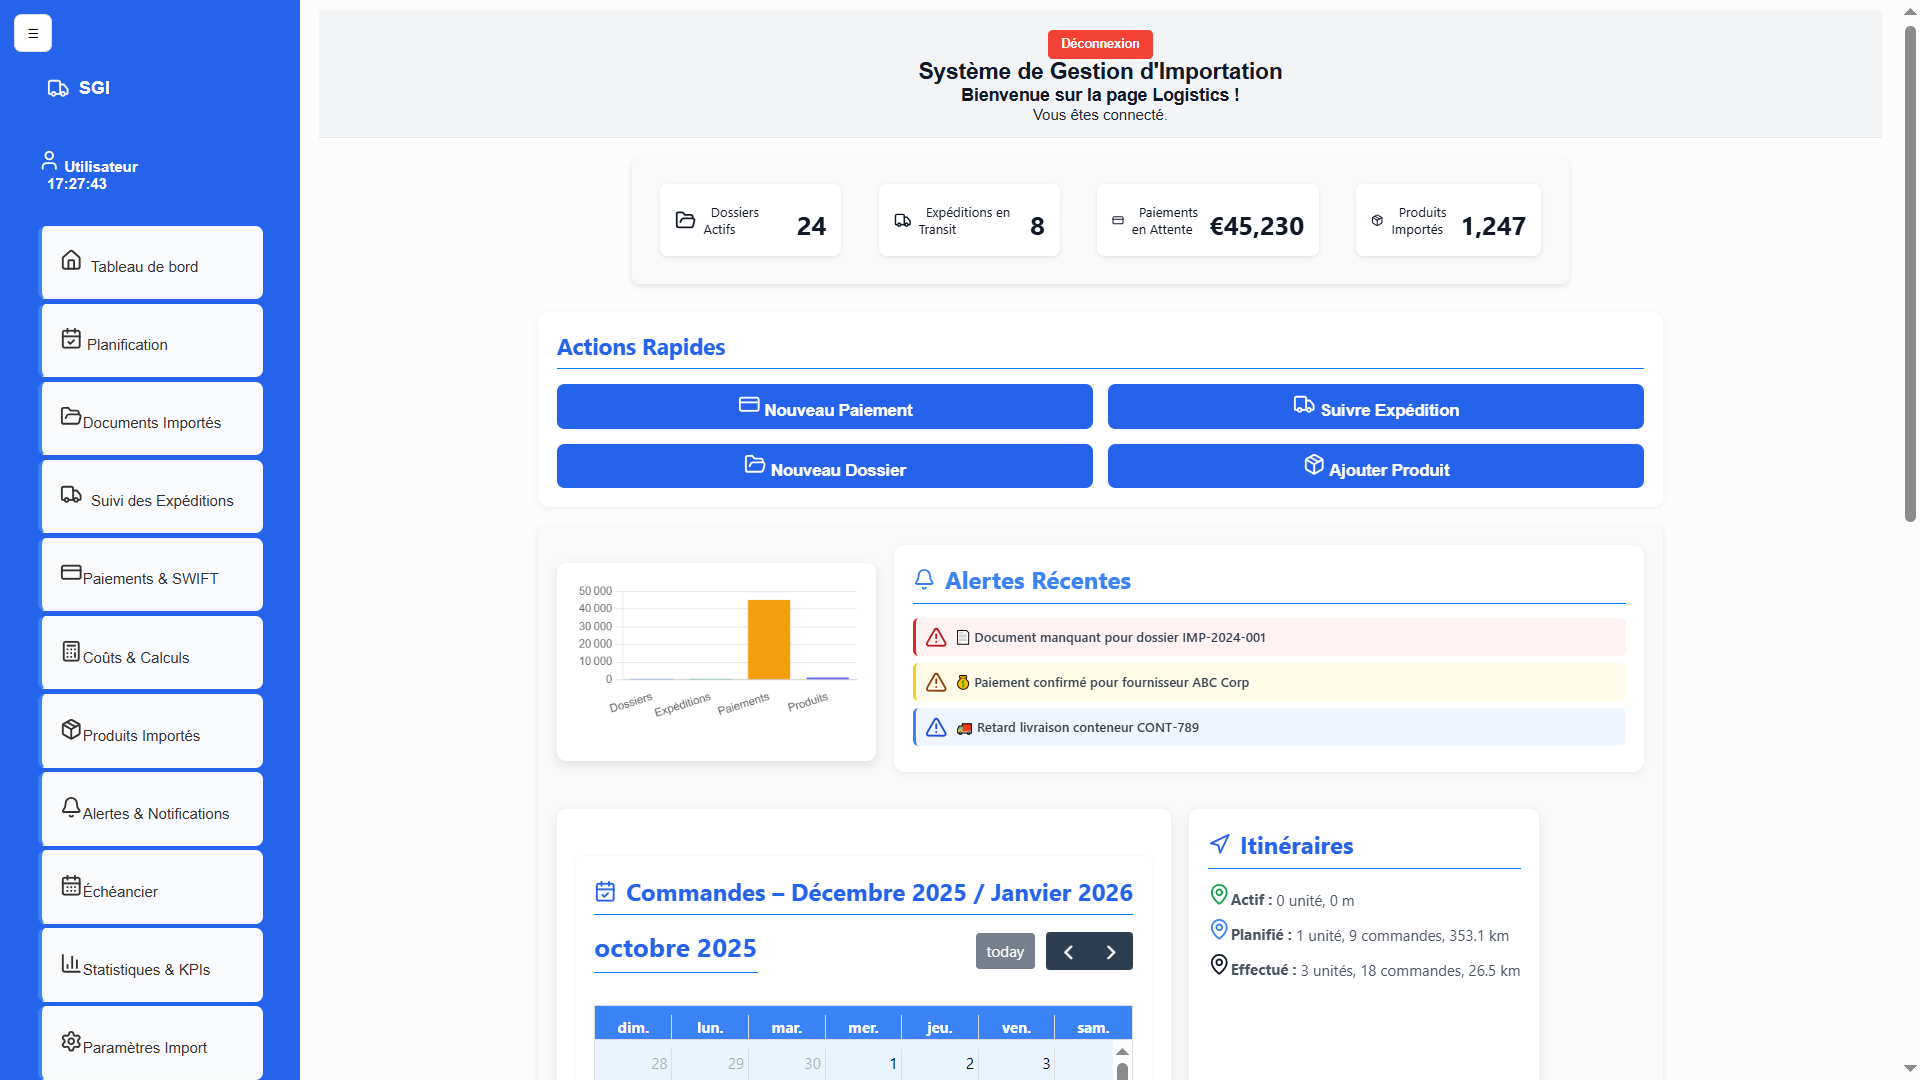 ☰
SGI
Utilisateur
17:27:43
Tableau de bord
Planification
Documents Importés
Suivi des Expéditions
Paiements & SWIFT
Coûts & Calculs
Produits Importés
Alertes & Notifications
Échéancier
Statistiques & KPIs
Paramètres Import
Déconnexion
Système de Gestion d'Importation
Bienvenue sur la page Logistics !
Vous êtes connecté.
Dossiers
Actifs
24
Expéditions en
Transit
8
Paiements
en Attente
€45,230
Produits
Importés
1,247
Actions Rapides
Nouveau Paiement
Suivre Expédition
Nouveau Dossier
Ajouter Produit
50 000
40 000
30 000
20 000
10 000
0
Dossiers
Expéditions
Paiements
Produits
Alertes Récentes
Document manquant pour dossier IMP-2024-001
Paiement confirmé pour fournisseur ABC Corp
Retard livraison conteneur CONT-789
Commandes – Décembre 2025 / Janvier 2026
octobre 2025
today
dim. lun. mar. mer. jeu. ven. sam.
28 29 30 1 2 3
Itinéraires
Actif : 0 unité, 0 m
Planifié : 1 unité, 9 commandes, 353.1 km
Effectué : 3 unités, 18 commandes, 26.5 km